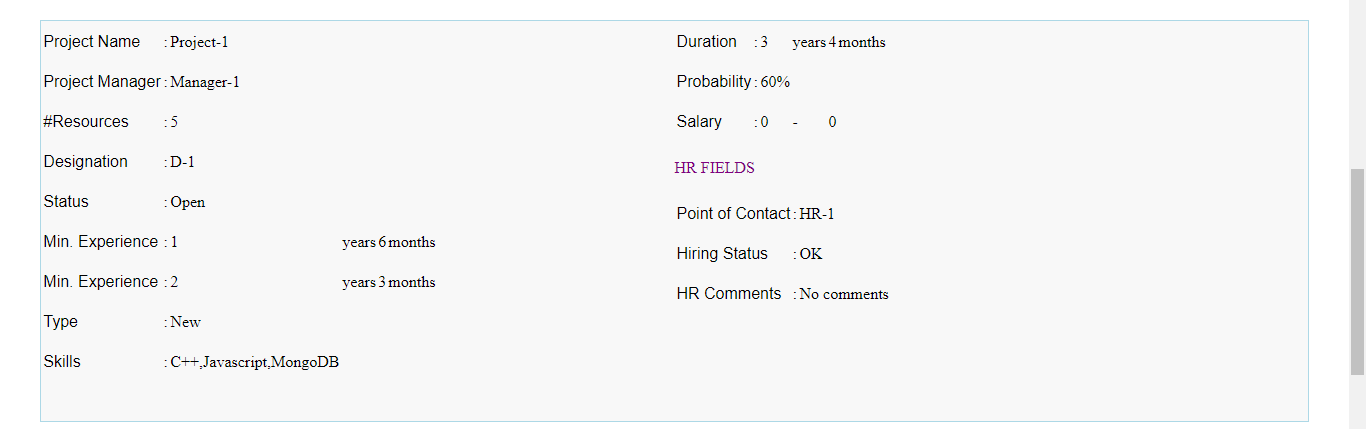 Project Name : Project-1
Project Manager : Manager-1
#Resources : 5
Designation : D-1
Status : Open
Min. Experience : 1 years 6 months
Min. Experience : 2 years 3 months
Type : New
Skills : C++,Javascript,MongoDB
Duration : 3 years 4 months
Probability : 60%
Salary : 0 - 0
HR FIELDS
Point of Contact : HR-1
Hiring Status : OK
HR Comments : No comments